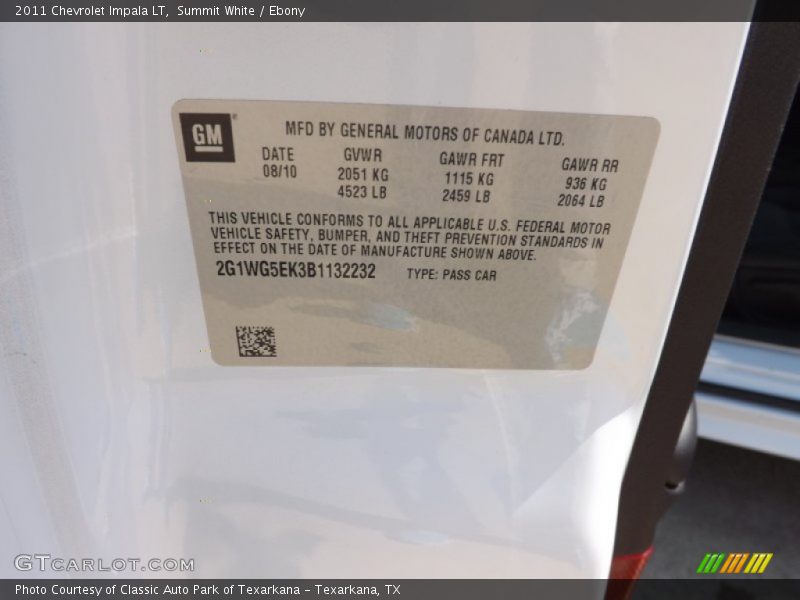 2011 Chevrolet Impala LT, Summit White / Ebony
GM
MFD BY GENERAL MOTORS OF CANADA LTD.
DATE GVWR GAWR FRT GAWR RR
08/10 2051 KG 1115 KG 936 KG
4523 LB 2459 LB 2064 LB
THIS VEHICLE CONFORMS TO ALL APPLICABLE U.S. FEDERAL MOTOR
VEHICLE SAFETY, BUMPER, AND THEFT PREVENTION STANDARDS IN
EFFECT ON THE DATE OF MANUFACTURE SHOWN ABOVE.
2G1WG5EK3B1132232 TYPE: PASS CAR
GTCARLOT.COM
Photo Courtesy of Classic Auto Park of Texarkana - Texarkana, TX